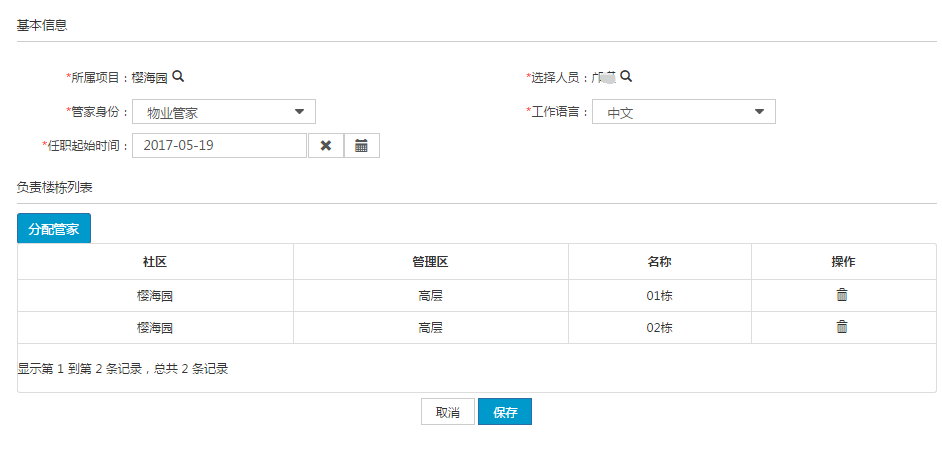 基本信息
*所属项目：樱海园
*选择人员：邝
*管家身份：物业管家
*工作语言：中文
*任职起始时间：2017-05-19
负责楼栋列表
分配管家
社区 管理区 名称 操作
樱海园 高层 01栋
樱海园 高层 02栋
显示第 1 到第 2 条记录，总共 2 条记录
取消 保存